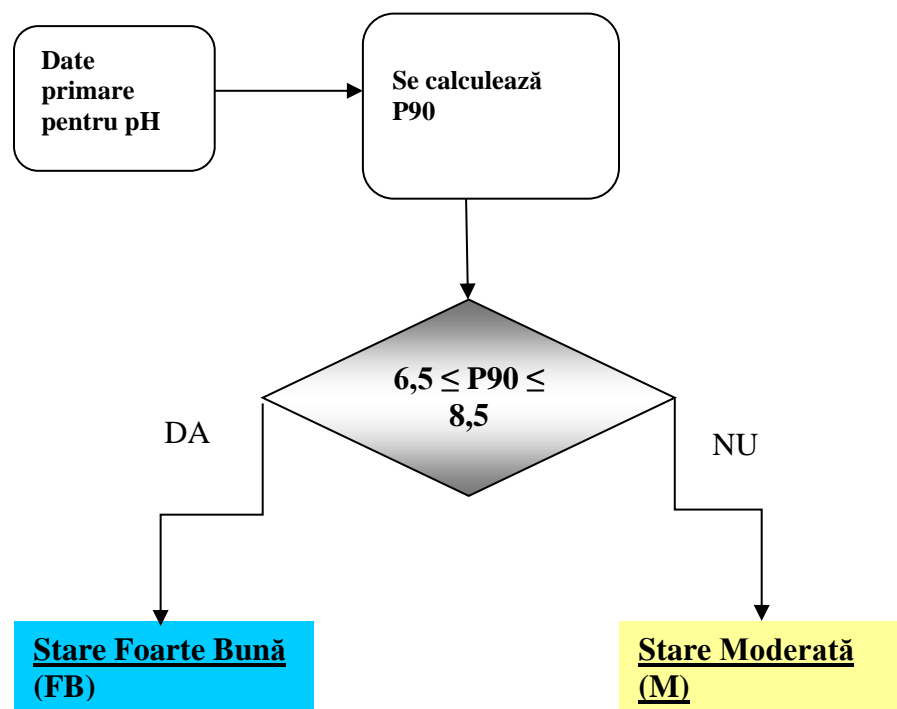 Date
primare
pentru pH
Se calculează
P90
6,5 ≤ P90 ≤
8,5
DA
NU
Stare Foarte Bună
(FB)
Stare Moderată
(M)